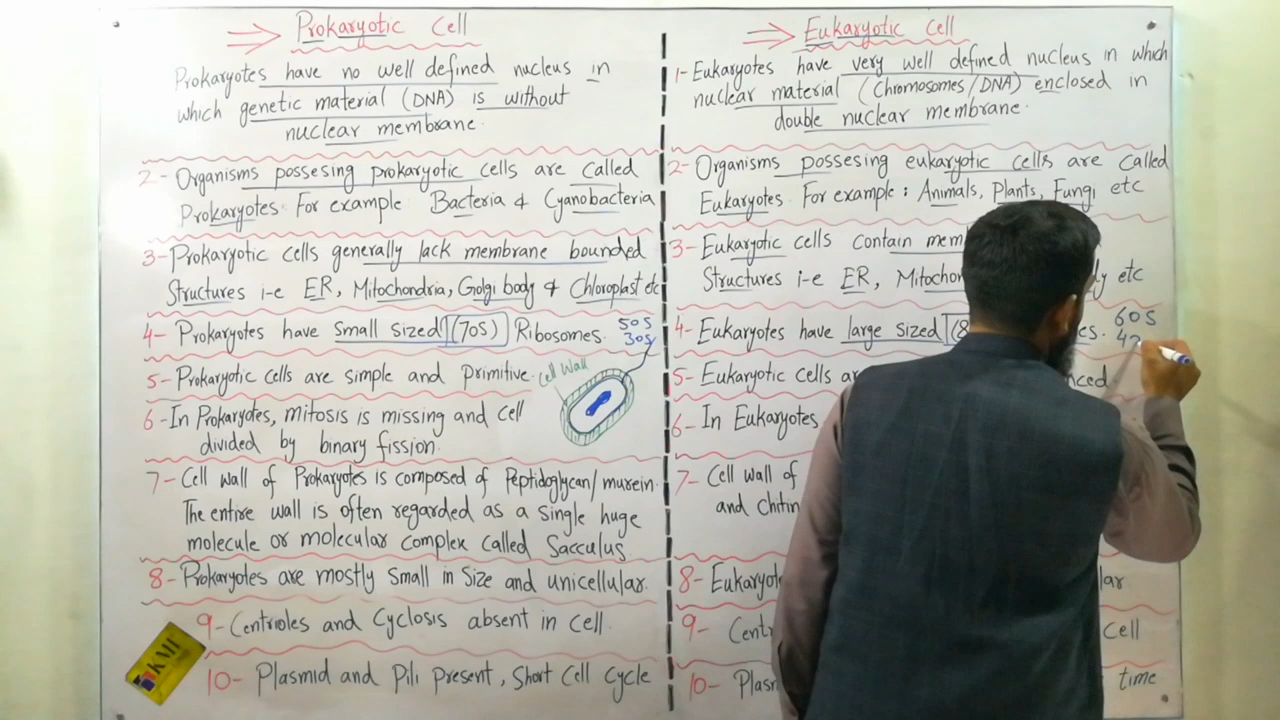 Prokaryotic Cell
Prokaryotes have no well defined nucleus in
which genetic material (DNA) is without
nuclear membrane.
2- Organisms possesing prokaryotic cells are called
Prokaryotes. For example Bacteria & Cyanobacteria
3- Prokaryotic cells generally lack membrane bounded
Structures i-e ER, Mitochondria, Golgi body & Chloroplast etc
4- Prokaryotes have small sized (70S) Ribosomes. 50S
30S
5- Prokaryotic cells are simple and primitive.
Cell Wall
6- In Prokaryotes, mitosis is missing and cell
divided by binary fission.
7- Cell wall of Prokaryotes is composed of Peptidoglycan/murein.
The entire wall is often regarded as a single huge
molecule or molecular complex called Sacculus.
8- Prokaryotes are mostly small in size and unicellular.
9- Centrioles and Cyclosis absent in cell.
10- Plasmid and Pili present, Short Cell Cycle
KMI
Eukaryotic Cell
1- Eukaryotes have very well defined nucleus in which
nuclear material (Chromosomes/DNA) enclosed in
double nuclear membrane.
2- Organisms possesing eukaryotic cells are called
Eukaryotes. For example: Animals, Plants, Fungi etc
3- Eukaryotic cells contain
Structures i-e ER, etc
4- Eukaryotes have large sized 60S
5- Eukaryotic cells
6- In Eukaryotes,
7- Cell wall of
and
8-
9- cell
10- time